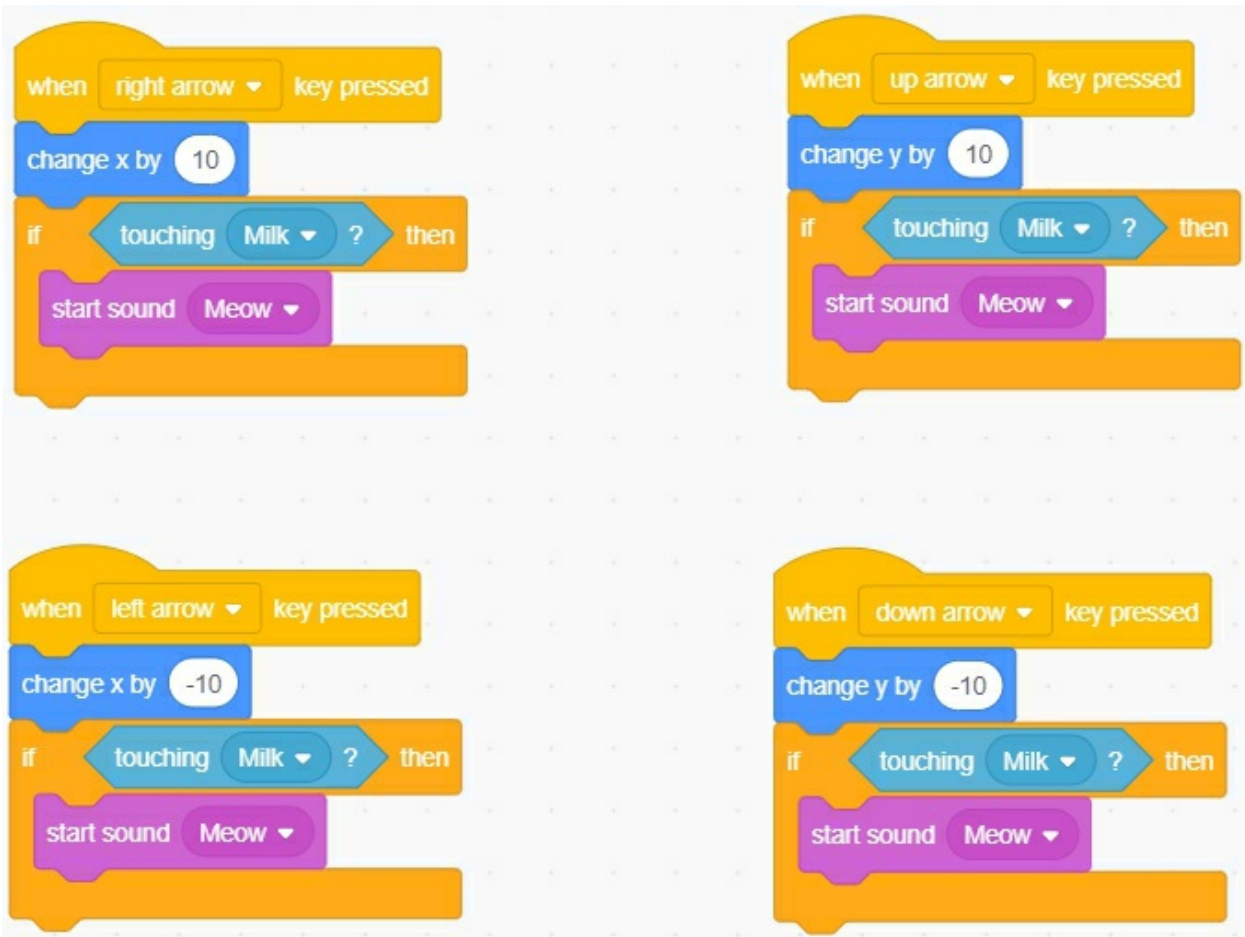 when right arrow key pressed
change x by 10
if touching Milk ? then
start sound Meow
when up arrow key pressed
change y by 10
if touching Milk ? then
start sound Meow
when left arrow key pressed
change x by -10
if touching Milk ? then
start sound Meow
when down arrow key pressed
change y by -10
if touching Milk ? then
start sound Meow